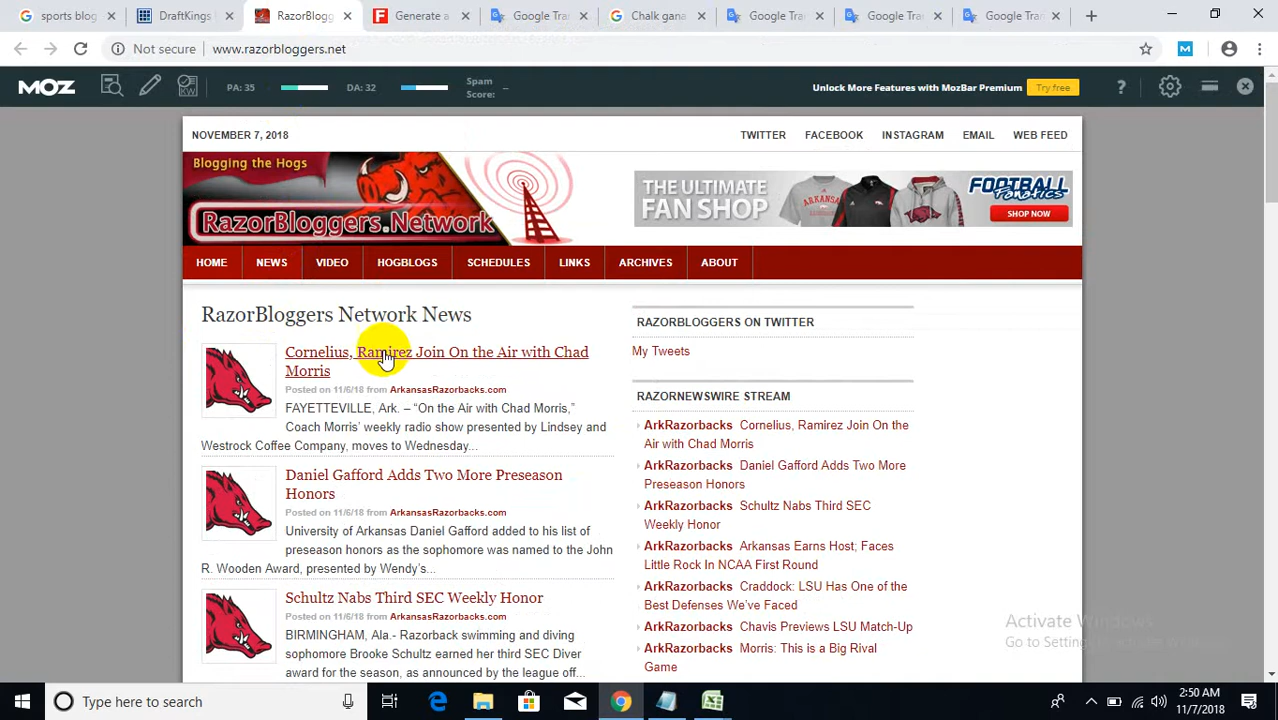 sports blog
DraftKings
RazorBlogg
Generate a
Google Trans
Chalk gana
Google Tra
Google Tra
Google Tra
Not secure
www.razorbloggers.net
MOZ
PA: 35
DA: 32
Spam
Score: –
Unlock More Features with MozBar Premium
Try free
NOVEMBER 7, 2018
TWITTER
FACEBOOK
INSTAGRAM
EMAIL
WEB FEED
Blogging the Hogs
RazorBloggers.Network
THE ULTIMATE
FAN SHOP
ARKANSAS
FOOTBALL
Fanatics
SHOP NOW
HOME
NEWS
VIDEO
HOGBLOGS
SCHEDULES
LINKS
ARCHIVES
ABOUT
RazorBloggers Network News
Cornelius, Ramirez Join On the Air with Chad
Morris
Posted on 11/6/18 from ArkansasRazorbacks.com
FAYETTEVILLE, Ark. – “On the Air with Chad Morris,”
Coach Morris’ weekly radio show presented by Lindsey and
Westrock Coffee Company, moves to Wednesday...
Daniel Gafford Adds Two More Preseason
Honors
Posted on 11/6/18 from ArkansasRazorbacks.com
University of Arkansas Daniel Gafford added to his list of
preseason honors as the sophomore was named to the John
R. Wooden Award, presented by Wendy’s...
Schultz Nabs Third SEC Weekly Honor
Posted on 11/6/18 from ArkansasRazorbacks.com
BIRMINGHAM, Ala.- Razorback swimming and diving
sophomore Brooke Schultz earned her third SEC Diver
award for the season, as announced by the league off...
RAZORBLOGGERS ON TWITTER
My Tweets
RAZORNEWSWIRE STREAM
ArkRazorbacks Cornelius, Ramirez Join On the
Air with Chad Morris
ArkRazorbacks Daniel Gafford Adds Two More
Preseason Honors
ArkRazorbacks Schultz Nabs Third SEC
Weekly Honor
ArkRazorbacks Arkansas Earns Host; Faces
Little Rock In NCAA First Round
ArkRazorbacks Craddock: LSU Has One of the
Best Defenses We’ve Faced
ArkRazorbacks Chavis Previews LSU Match-Up
ArkRazorbacks Morris: This is a Big Rival
Game
Activate Windows
Go to Settings
Type here to search
2:50 AM
11/7/2018